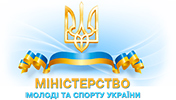 МІНІСТЕРСТВО
МОЛОДІ ТА СПОРТУ УКРАЇНИ